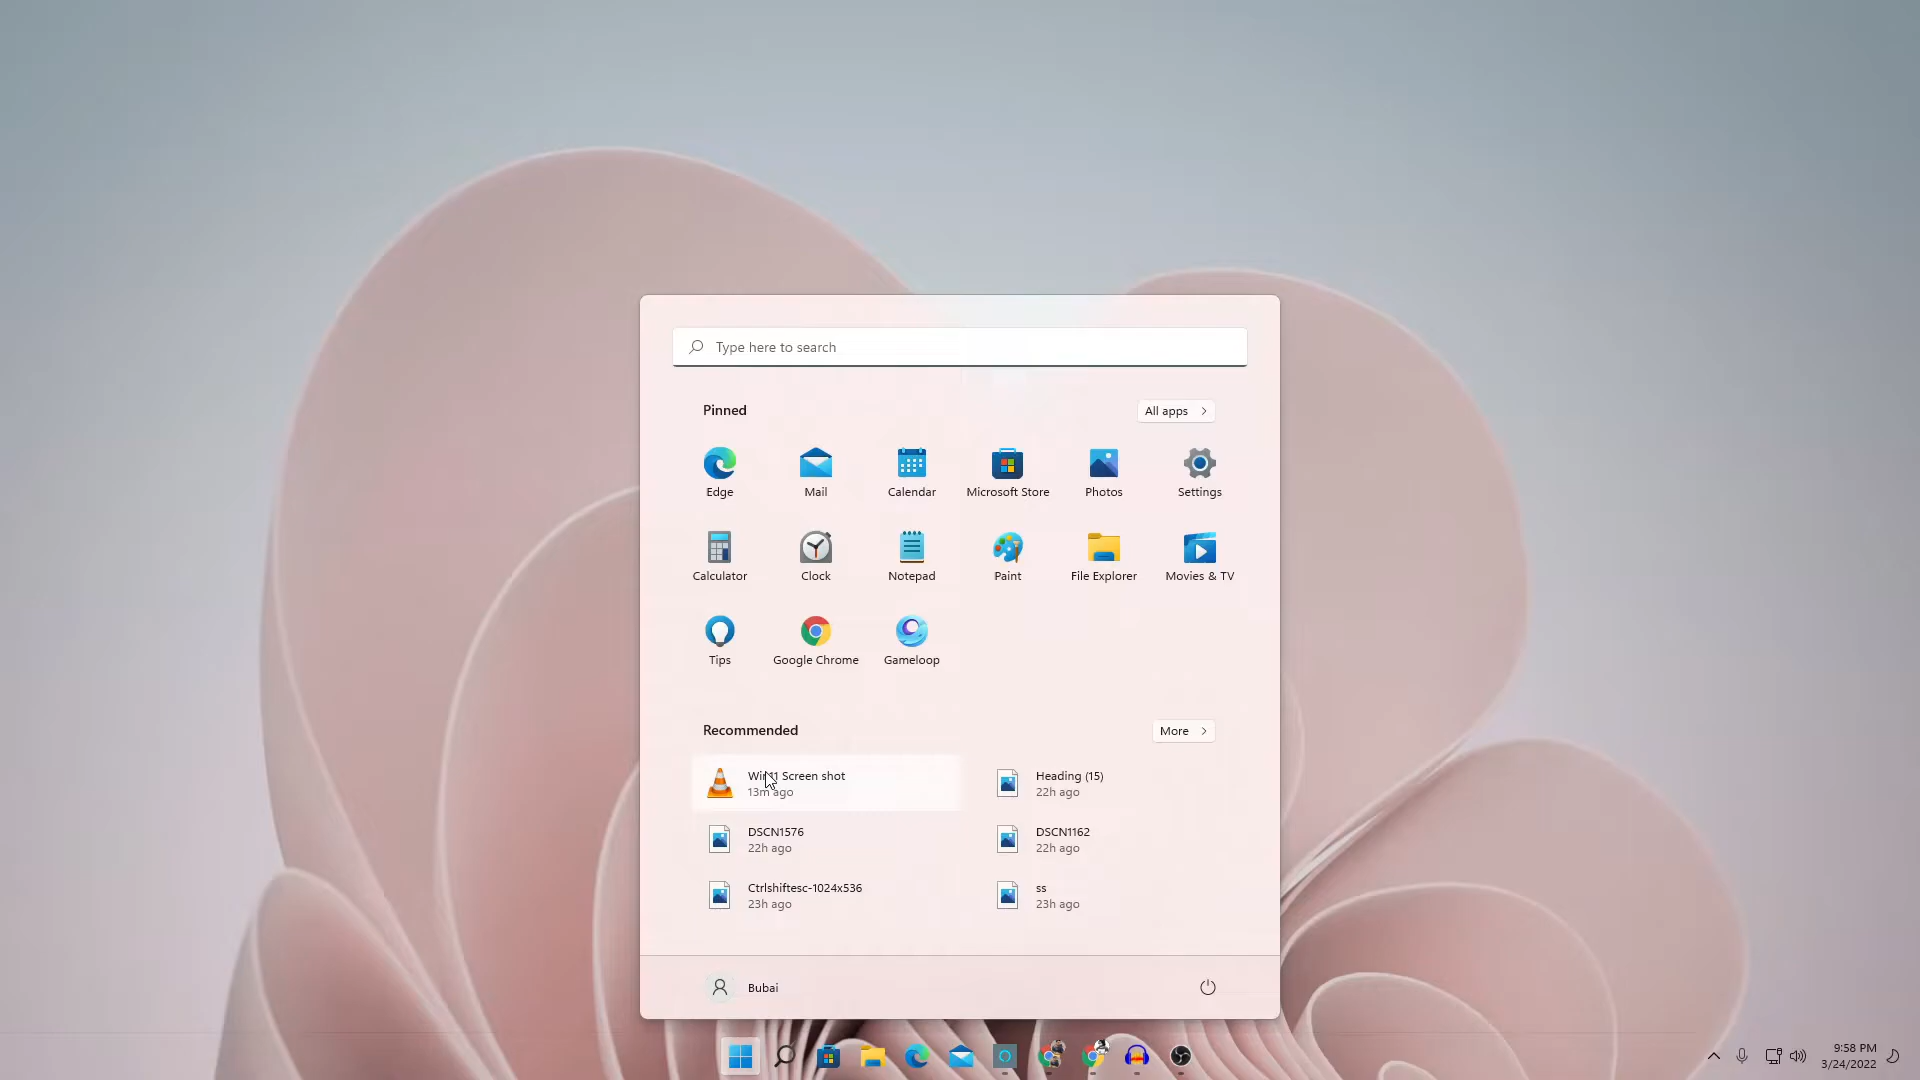 Type here to search
Pinned
All apps
Edge
Mail
Calendar
Microsoft Store
Photos
Settings
Calculator
Clock
Notepad
Paint
File Explorer
Movies & TV
Tips
Google Chrome
Gameloop
Recommended
More
Win11 Screen shot
13m ago
Heading (15)
22h ago
DSCN1576
22h ago
DSCN1162
22h ago
Ctrlshiftesc-1024x536
23h ago
ss
23h ago
Bubai
9:58 PM
3/24/2022